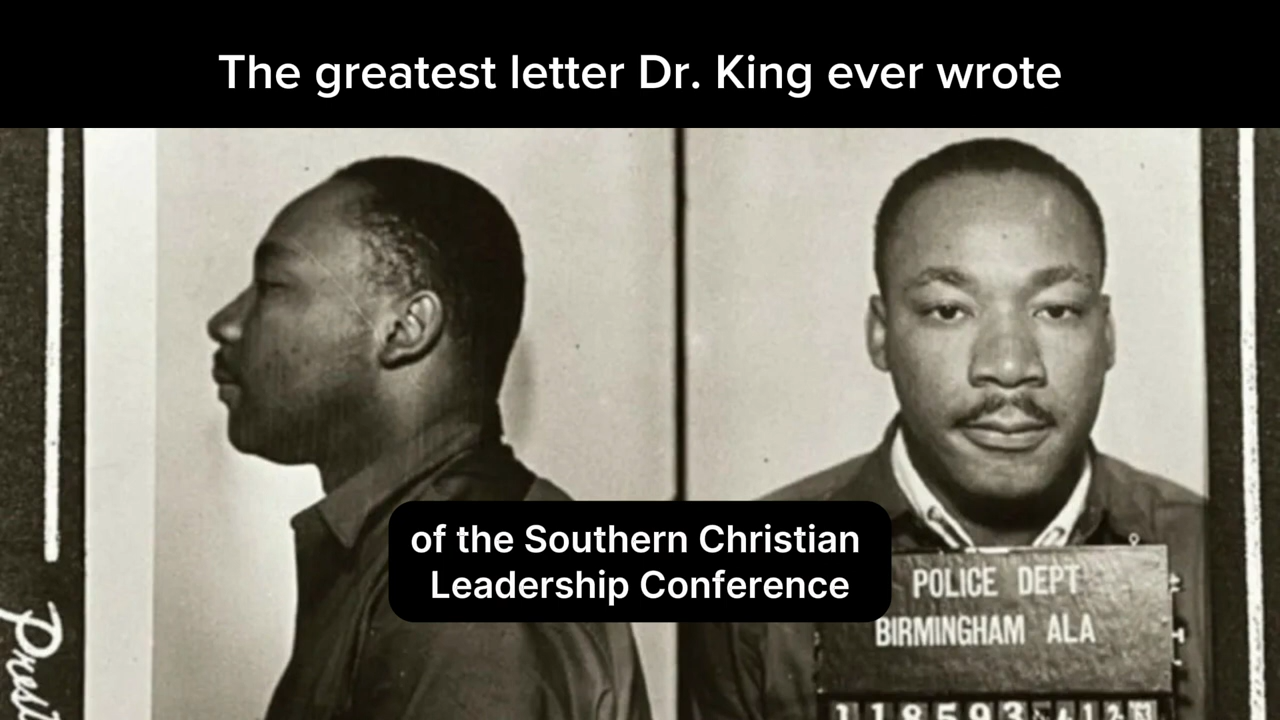 The greatest letter Dr. King ever wrote
of the Southern Christian
Leadership Conference
POLICE DEPT
BIRMINGHAM ALA